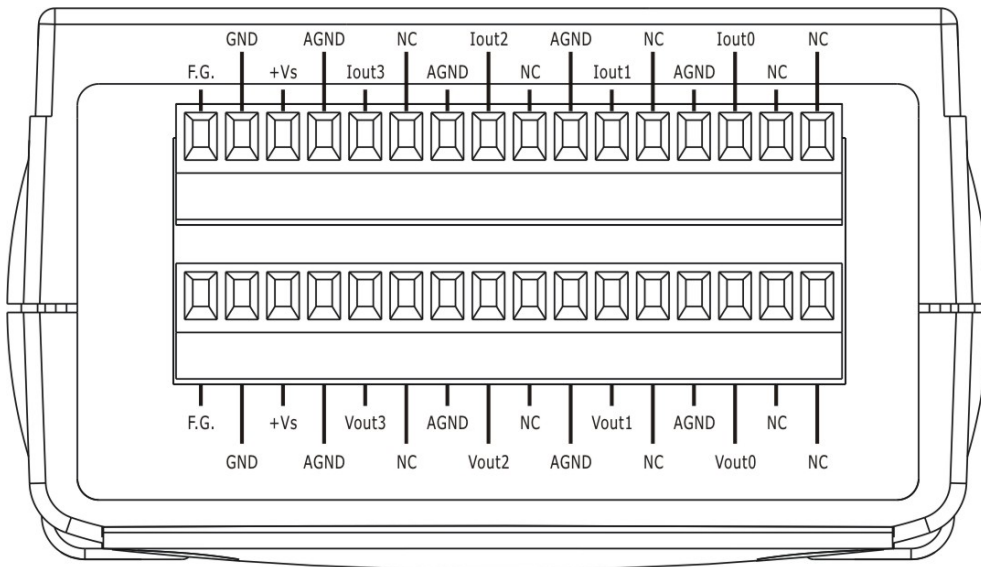 GND AGND NC Iout2 AGND NC Iout0 NC
F.G. +Vs Iout3 AGND NC Iout1 AGND NC
F.G. +Vs Vout3 AGND NC Vout1 AGND NC
GND AGND NC Vout2 AGND NC Vout0 NC